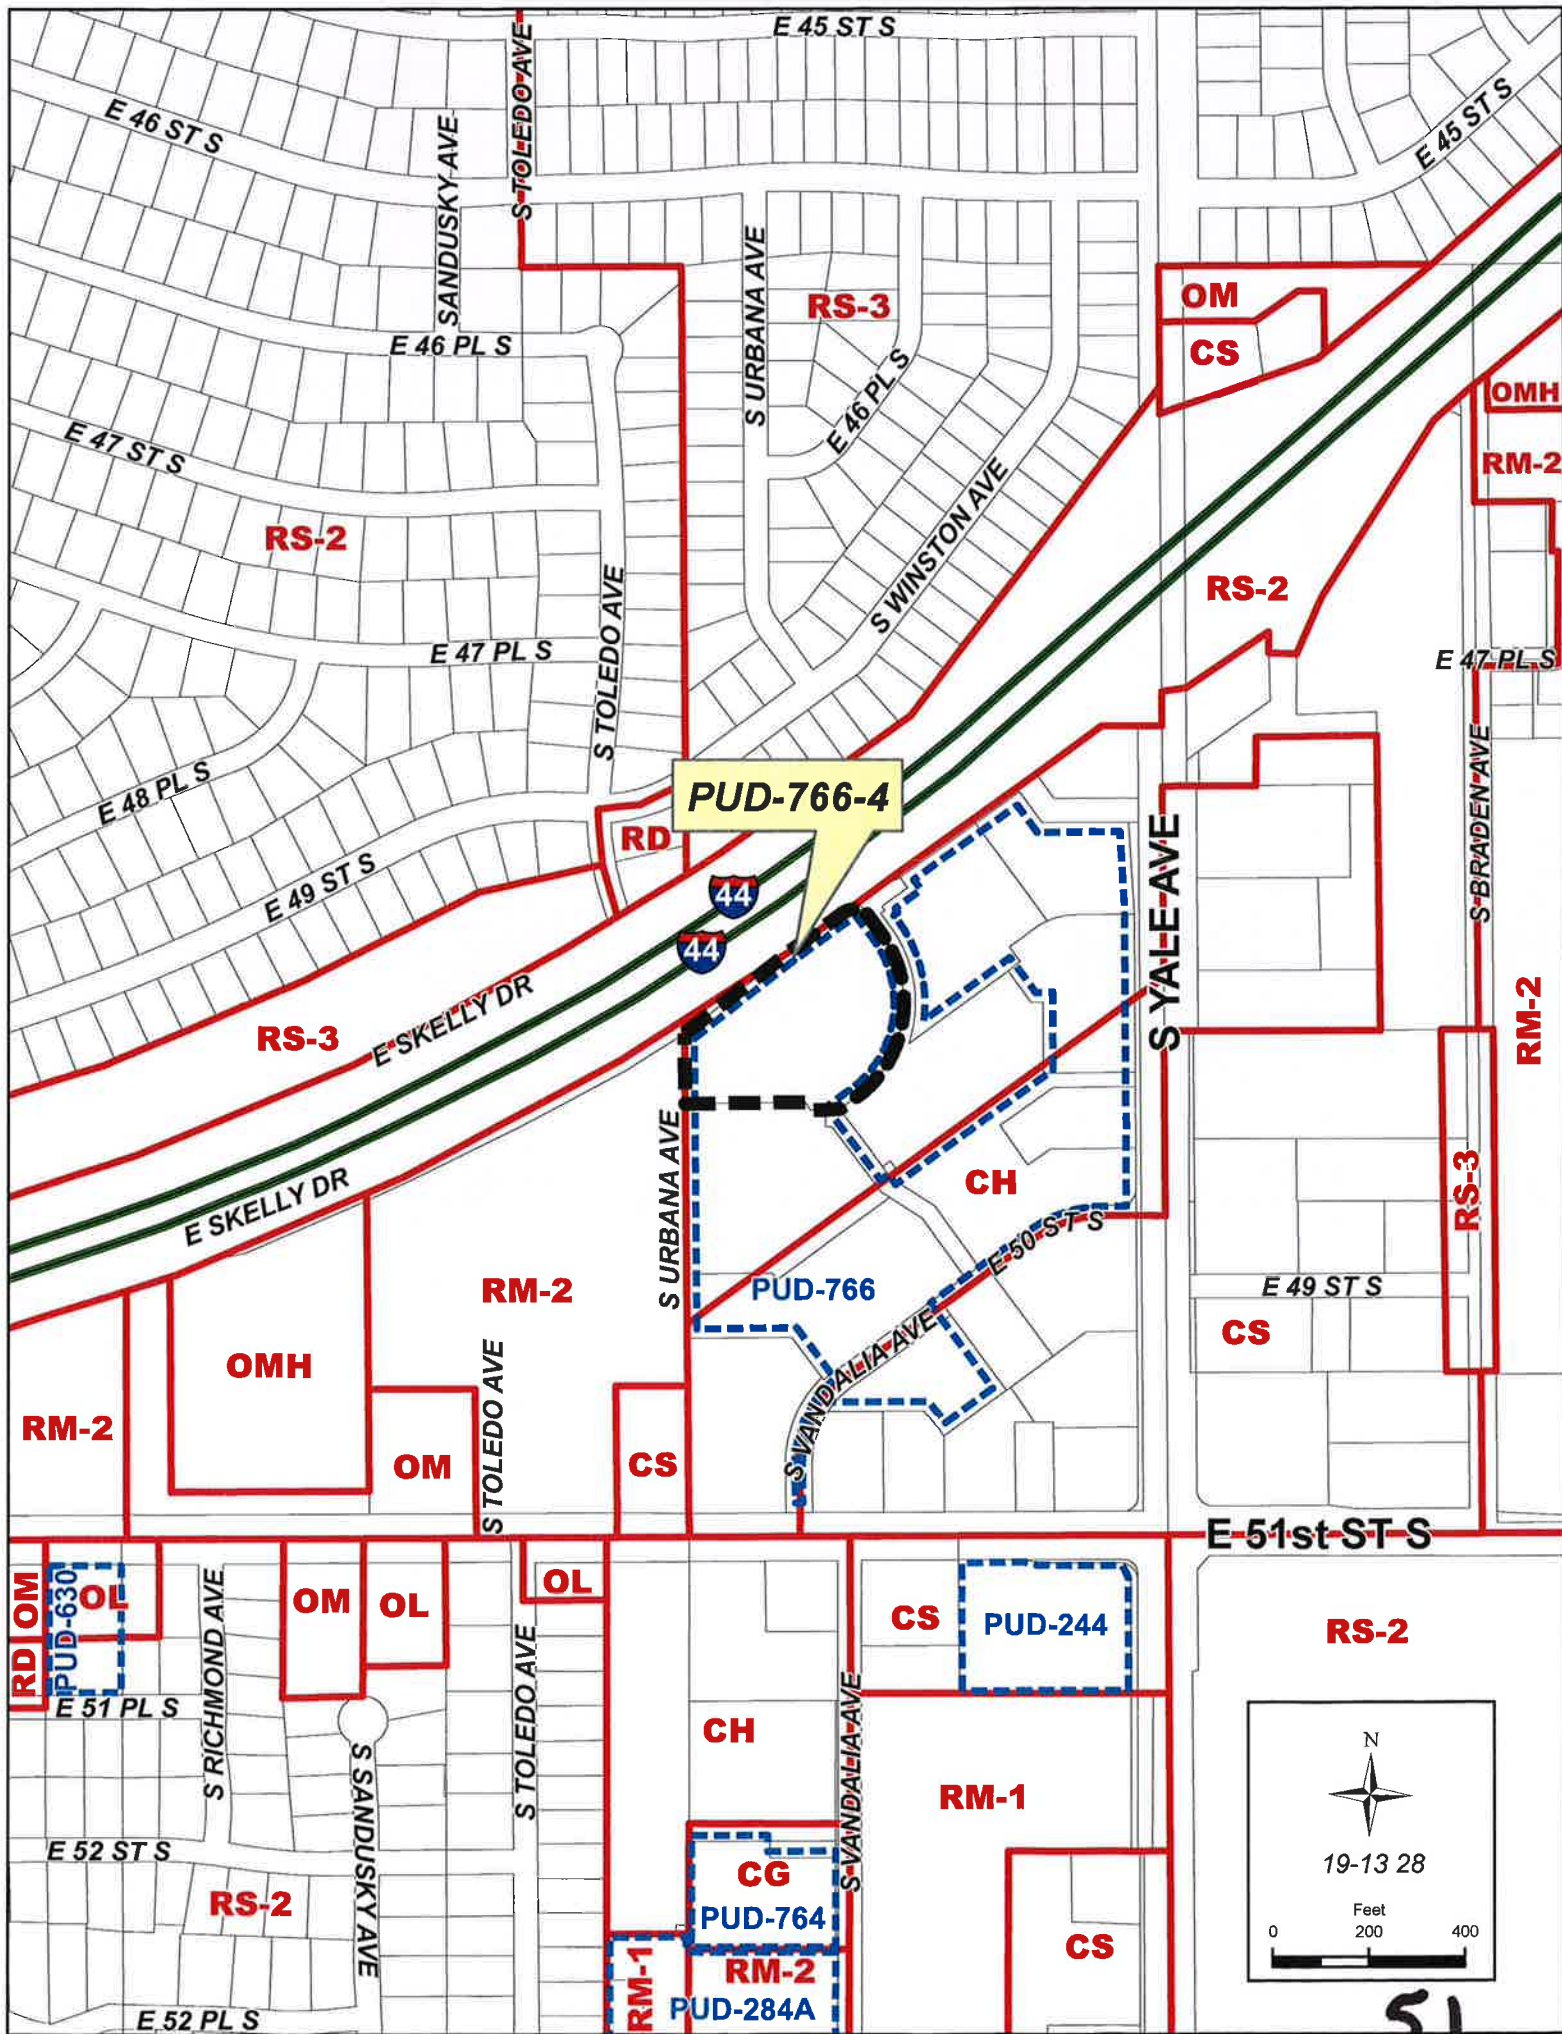 E 45 ST S
E 46 ST S
SANDUSKY AVE
S TOLEDO AVE
E 45 ST S
S URBANA AVE
RS-3
OM
CS
E 46 PL S
E 46 PL S
OMH
E 47 ST S
RM-2
S WINSTON AVE
RS-2
RS-2
S TOLEDO AVE
E 47 PL S
E 47 PL S
E 48 PL S
PUD-766-4
RD
S BRADEN AVE
S YALE AVE
E 49 ST S
44
44
RS-3
E SKELLY DR
RM-2
E SKELLY DR
S URBANA AVE
CH
RS-3
E 50 ST S
RM-2
PUD-766
E 49 ST S
CS
OMH
S VANDALIA AVE
RM-2
OM
S TOLEDO AVE
CS
E 51st ST S
OM
PUD-630
OL
S RICHMOND AVE
OM
OL
OL
CS
PUD-244
RS-2
RD
E 51 PL S
S TOLEDO AVE
S VANDALIA AVE
CH
S SANDUSKY AVE
RM-1
N
E 52 ST S
19-13 28
CG
RS-2
PUD-764
Feet
0 200 400
CS
RM-1
RM-2
PUD-284A
E 52 PL S
51